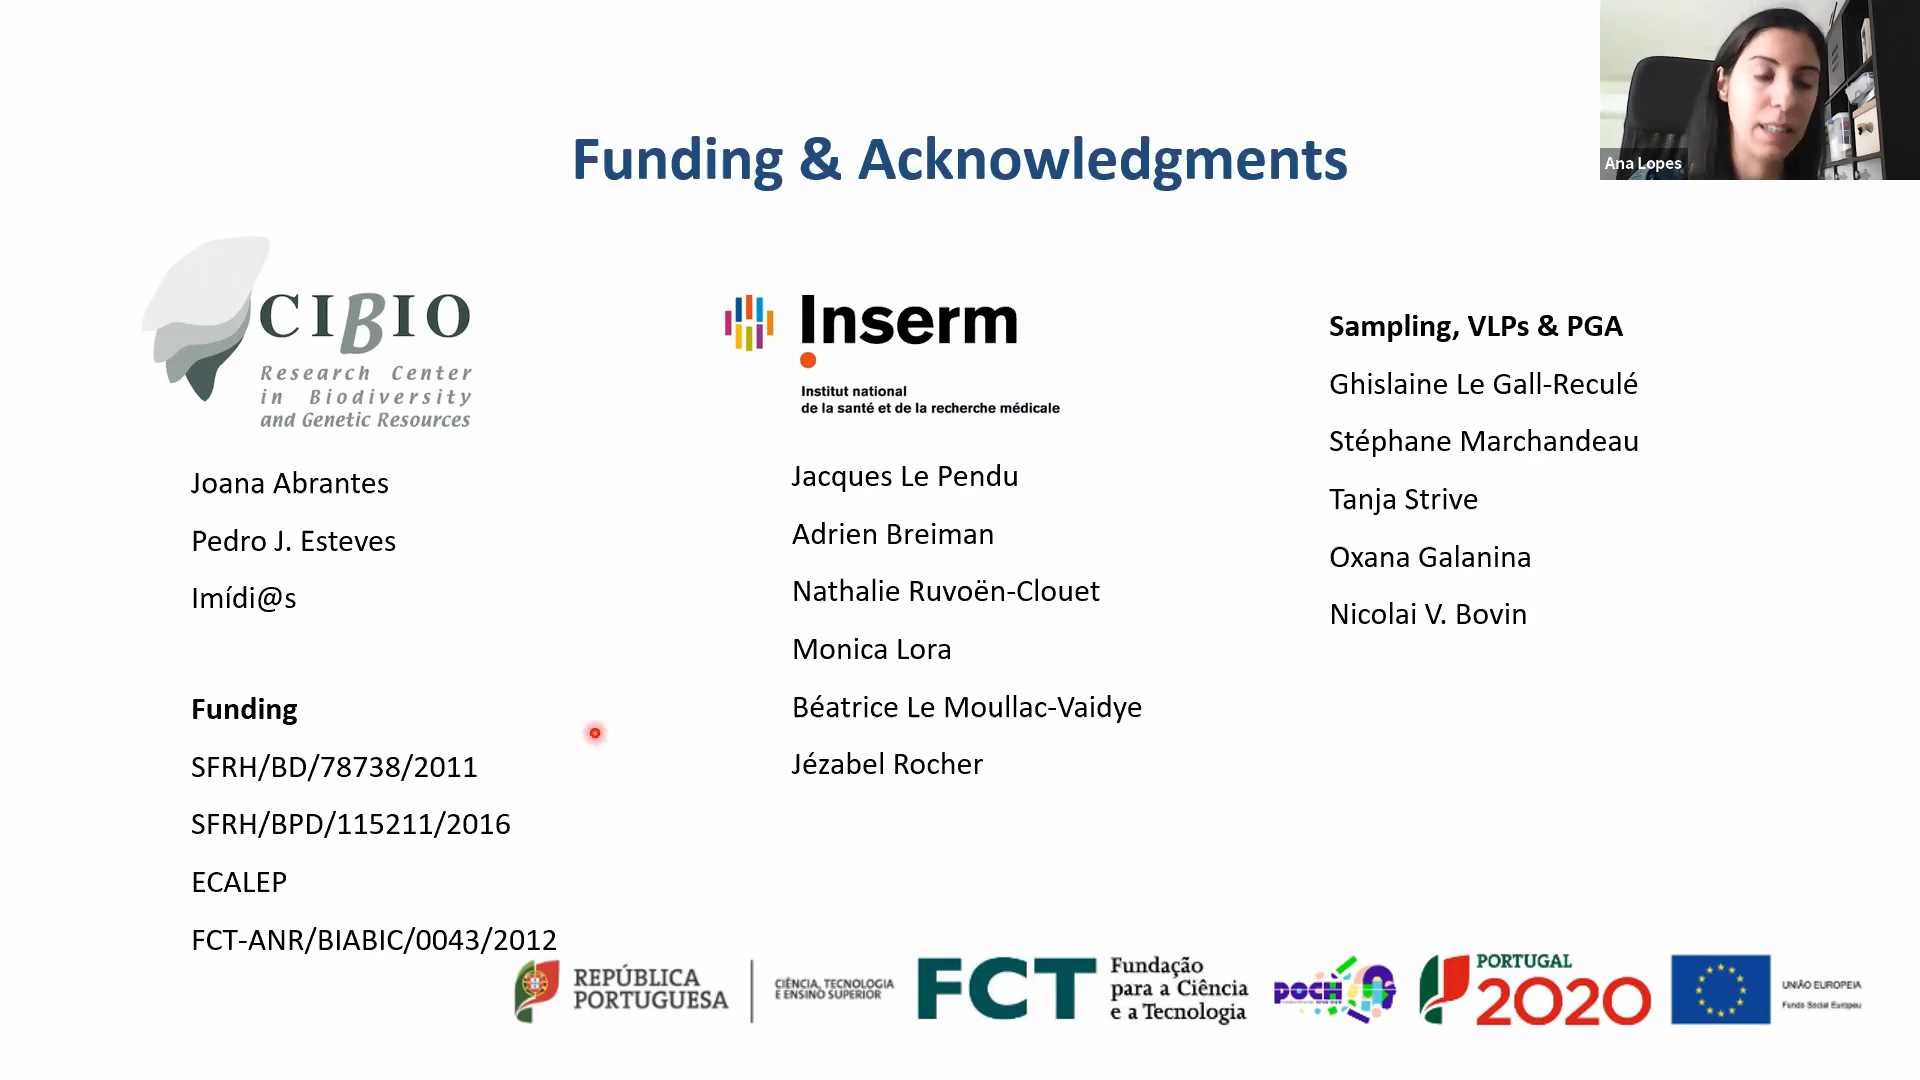 Funding & Acknowledgments
Ana Lopes
CIBIO
Research Center
in Biodiversity
and Genetic Resources
Joana Abrantes
Pedro J. Esteves
Imídi@s
Funding
SFRH/BD/78738/2011
SFRH/BPD/115211/2016
ECALEP
FCT-ANR/BIABIC/0043/2012
Inserm
Institut national
de la santé et de la recherche médicale
Jacques Le Pendu
Adrien Breiman
Nathalie Ruvoën-Clouet
Monica Lora
Béatrice Le Moullac-Vaidye
Jézabel Rocher
Sampling, VLPs & PGA
Ghislaine Le Gall-Reculé
Stéphane Marchandeau
Tanja Strive
Oxana Galanina
Nicolai V. Bovin
REPÚBLICA
PORTUGUESA
CIÊNCIA, TECNOLOGIA
E ENSINO SUPERIOR
FCT
Fundação
para a Ciência
e a Tecnologia
POCH
PORTUGAL
2020
UNIÃO EUROPEIA
Fundo Social Europeu